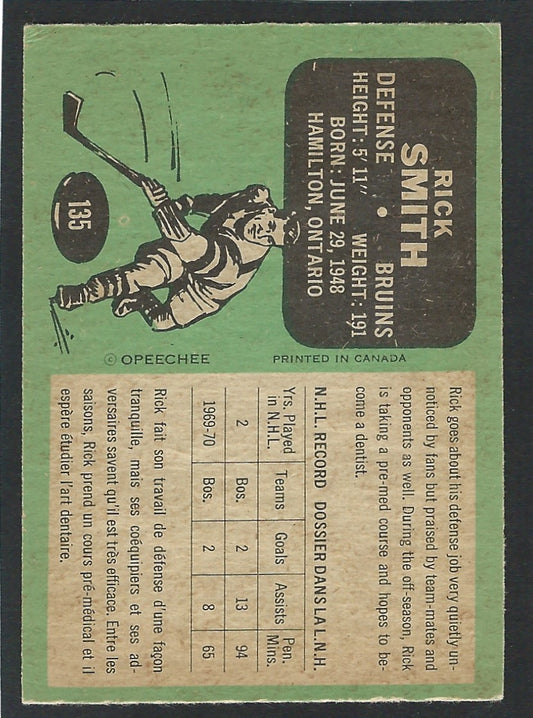 RICK
SMITH
DEFENSE • BRUINS
HEIGHT: 5' 11" WEIGHT: 191
BORN: JUNE 29, 1948
HAMILTON, ONTARIO
135
© OPEECHEE PRINTED IN CANADA
Rick goes about his defense job very quietly un-
noticed by fans but praised by team-mates and
opponents as well. During the off-season, Rick
is taking a pre-med course and hopes to be-
come a dentist.
N.H.L. RECORD DOSSIER DANS LA L.N.H.
Yrs. Played in N.H.L. Teams Goals Assists Pen. Mins.
2 Bos. 2 13 94
1969-70 Bos. 2 8 65
Rick fait son travail de défense d'une façon
tranquille, mais ses coéquipiers et ses ad-
versaires savent qu'il est très efficace. Entre les
saisons, Rick prend un cours pré-médical et il
espère étudier l'art dentaire.